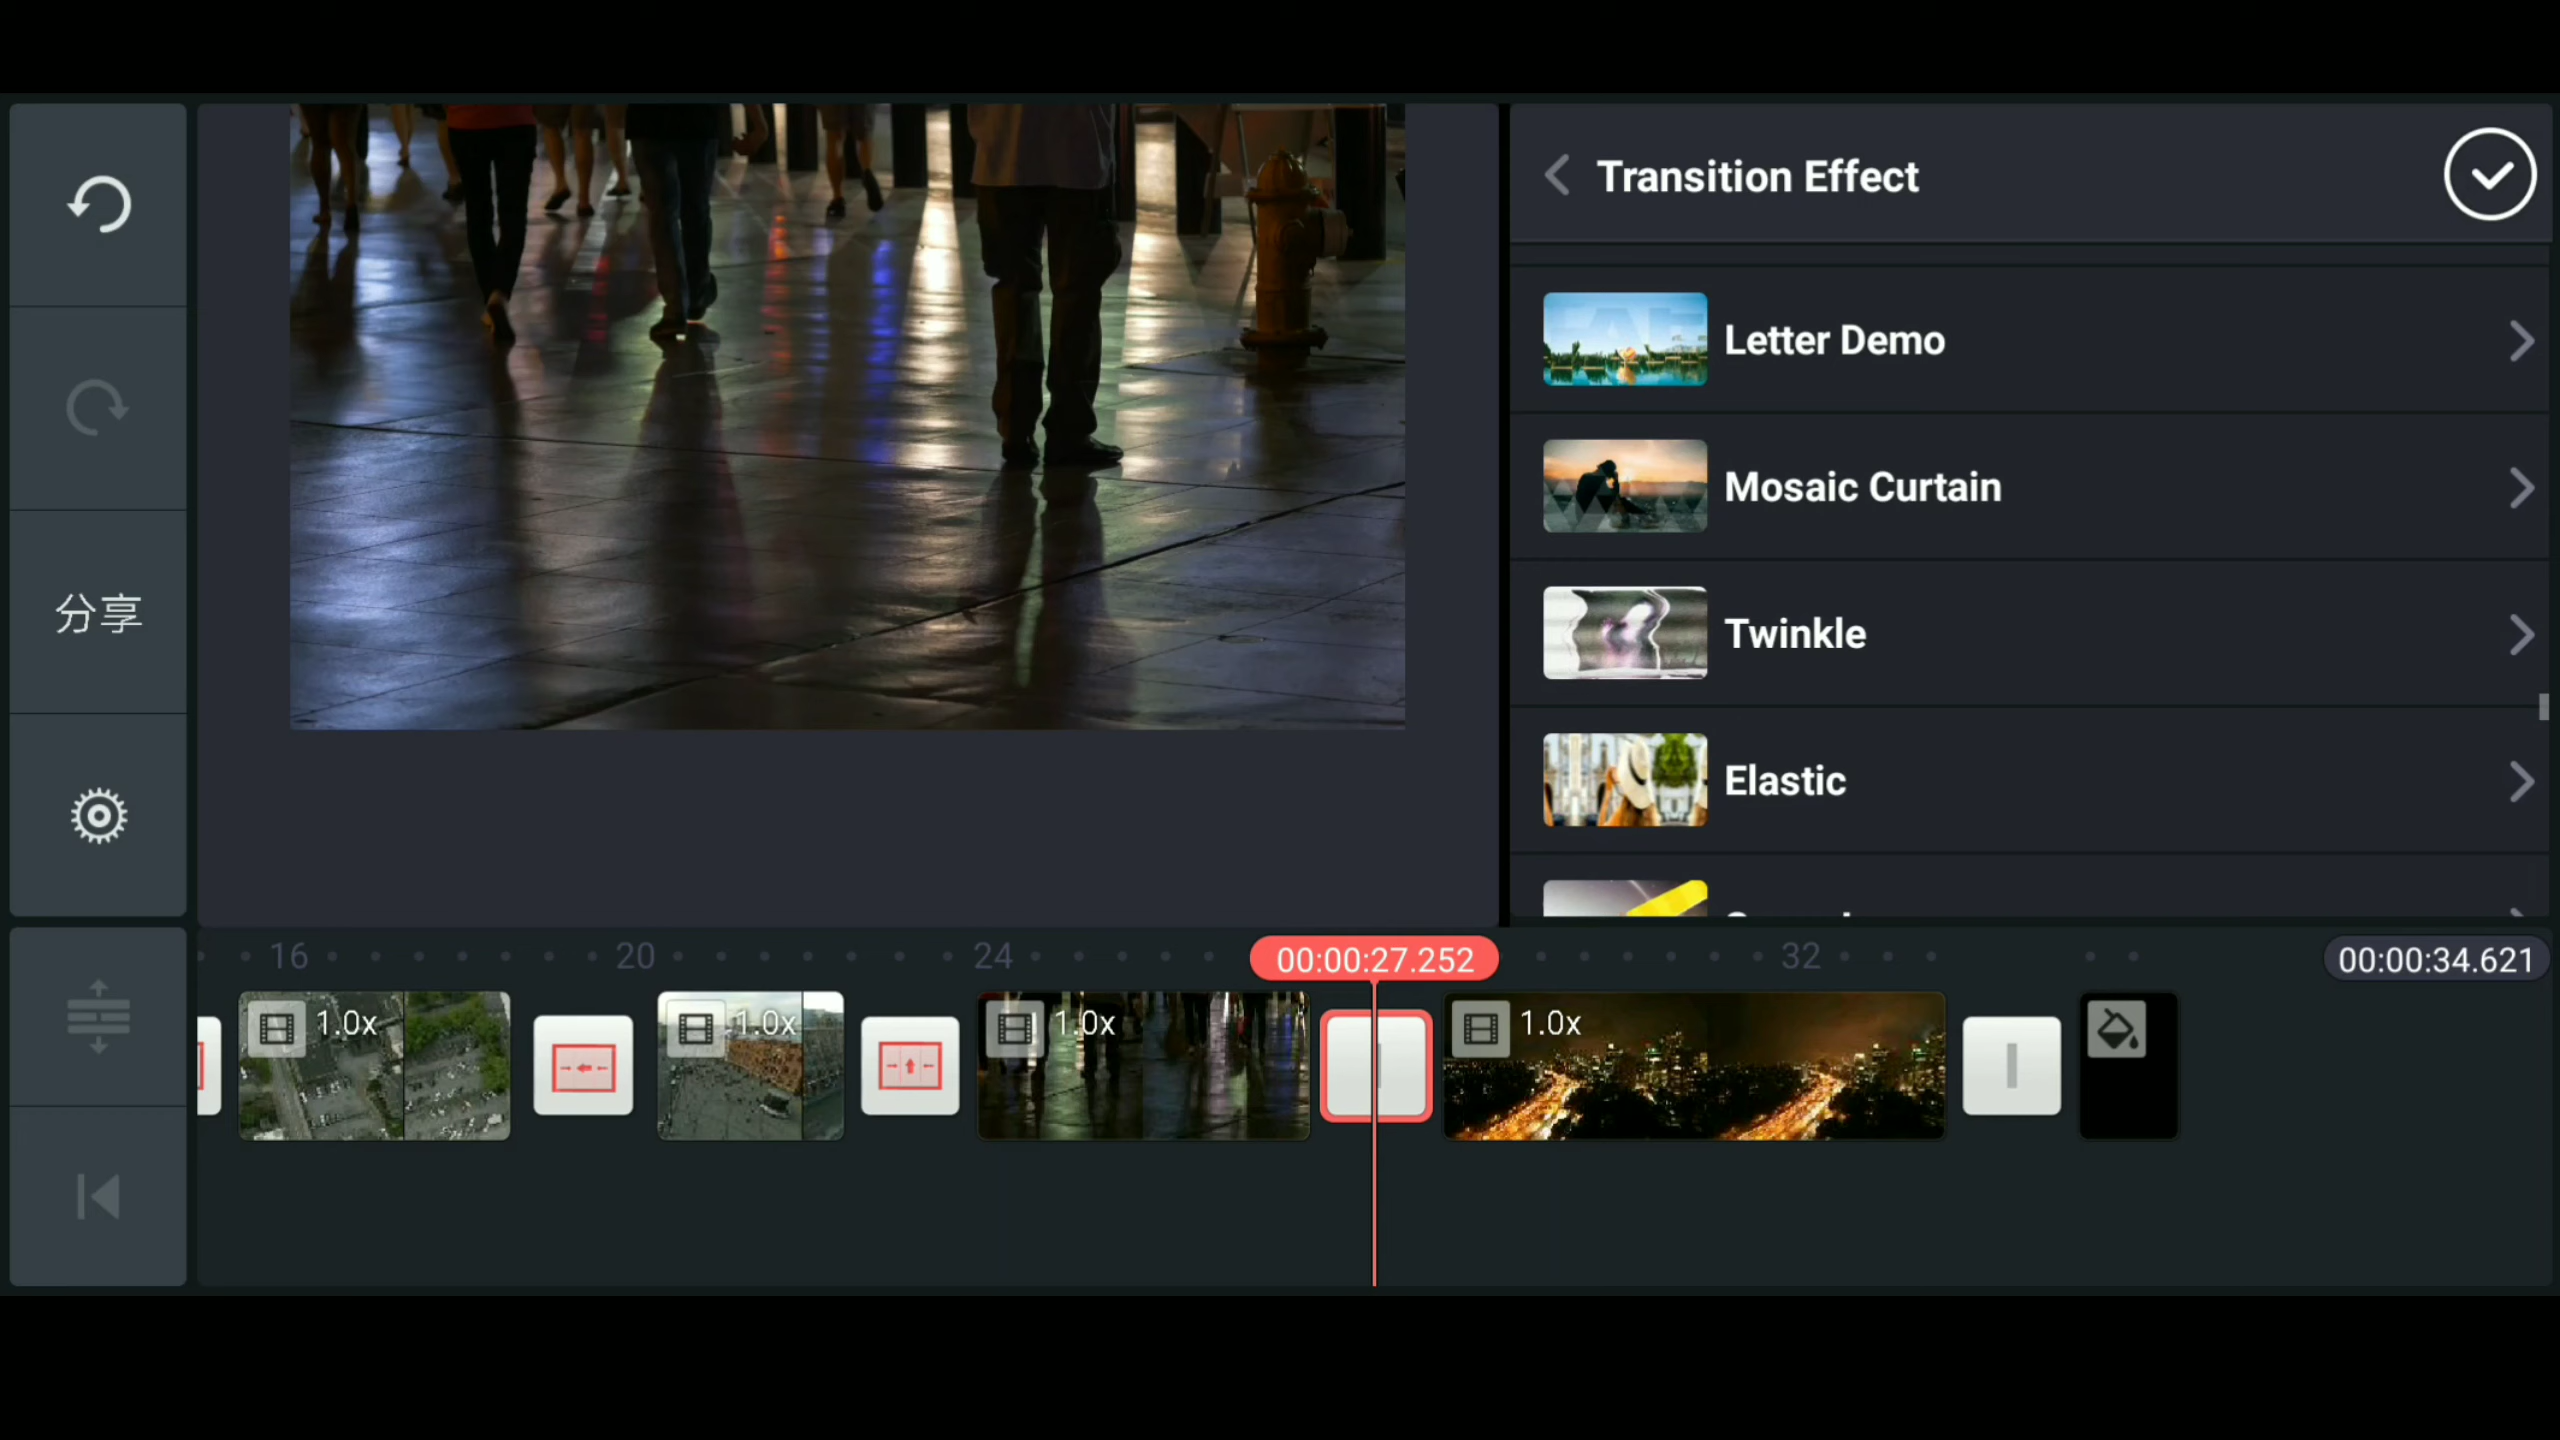 Transition Effect
Letter Demo
Mosaic Curtain
Twinkle
Elastic
分享
16
20
24
00:00:27.252
32
00:00:34.621
1.0x
1.0x
1.0x
1.0x